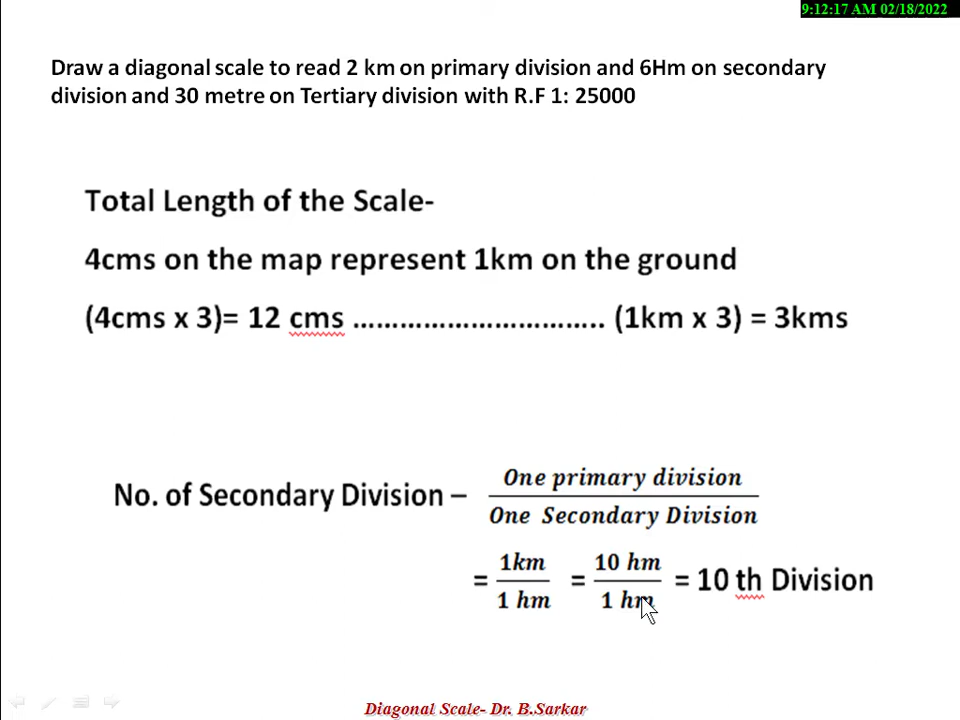 9:12:17 AM 02/18/2022
Draw a diagonal scale to read 2 km on primary division and 6Hm on secondary
division and 30 metre on Tertiary division with R.F 1: 25000
Total Length of the Scale-
4cms on the map represent 1km on the ground
(4cms x 3)= 12 cms ................................ (1km x 3) = 3kms
No. of Secondary Division – One primary division / One Secondary Division
= 1km / 1 hm = 10 hm / 1 hm = 10 th Division
Diagonal Scale- Dr. B.Sarkar